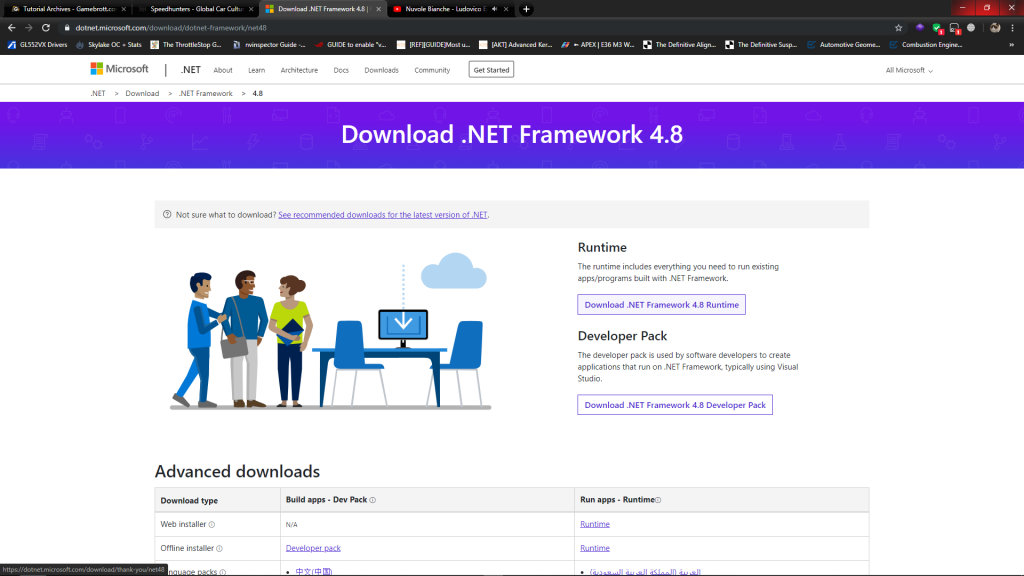 Tutorial Archives - Gamebrott.co
Speedhunters - Global Car Cultu
Download .NET Framework 4.8 |
Nuvole Bianche - Ludovico E
dotnet.microsoft.com/download/dotnet-framework/net48
GL552VX Drivers
Skylake OC + Stats
The ThrottleStop G...
nvinspector Guide -...
GUIDE to enable "v...
[REF][GUIDE]Most u...
[AKT] Advanced Ker...
← APEX | E36 M3 W...
The Definitive Align...
The Definitive Susp...
Automotive Geome...
Combustion Engine...
»
Microsoft
.NET
About
Learn
Architecture
Docs
Downloads
Community
Get Started
All Microsoft
.NET > Download > .NET Framework > 4.8
Download .NET Framework 4.8
Not sure what to download? See recommended downloads for the latest version of .NET.
Runtime
The runtime includes everything you need to run existing
apps/programs built with .NET Framework.
Download .NET Framework 4.8 Runtime
Developer Pack
The developer pack is used by software developers to create
applications that run on .NET Framework, typically using Visual
Studio.
Download .NET Framework 4.8 Developer Pack
Advanced downloads
Download type
Build apps - Dev Pack
Run apps - Runtime
Web installer
N/A
Runtime
Offline installer
Developer pack
Runtime
https://dotnet.microsoft.com/download/thank-you/net48
nguage packs
中文(中国)
العربية (المملكة العربية السعودية)